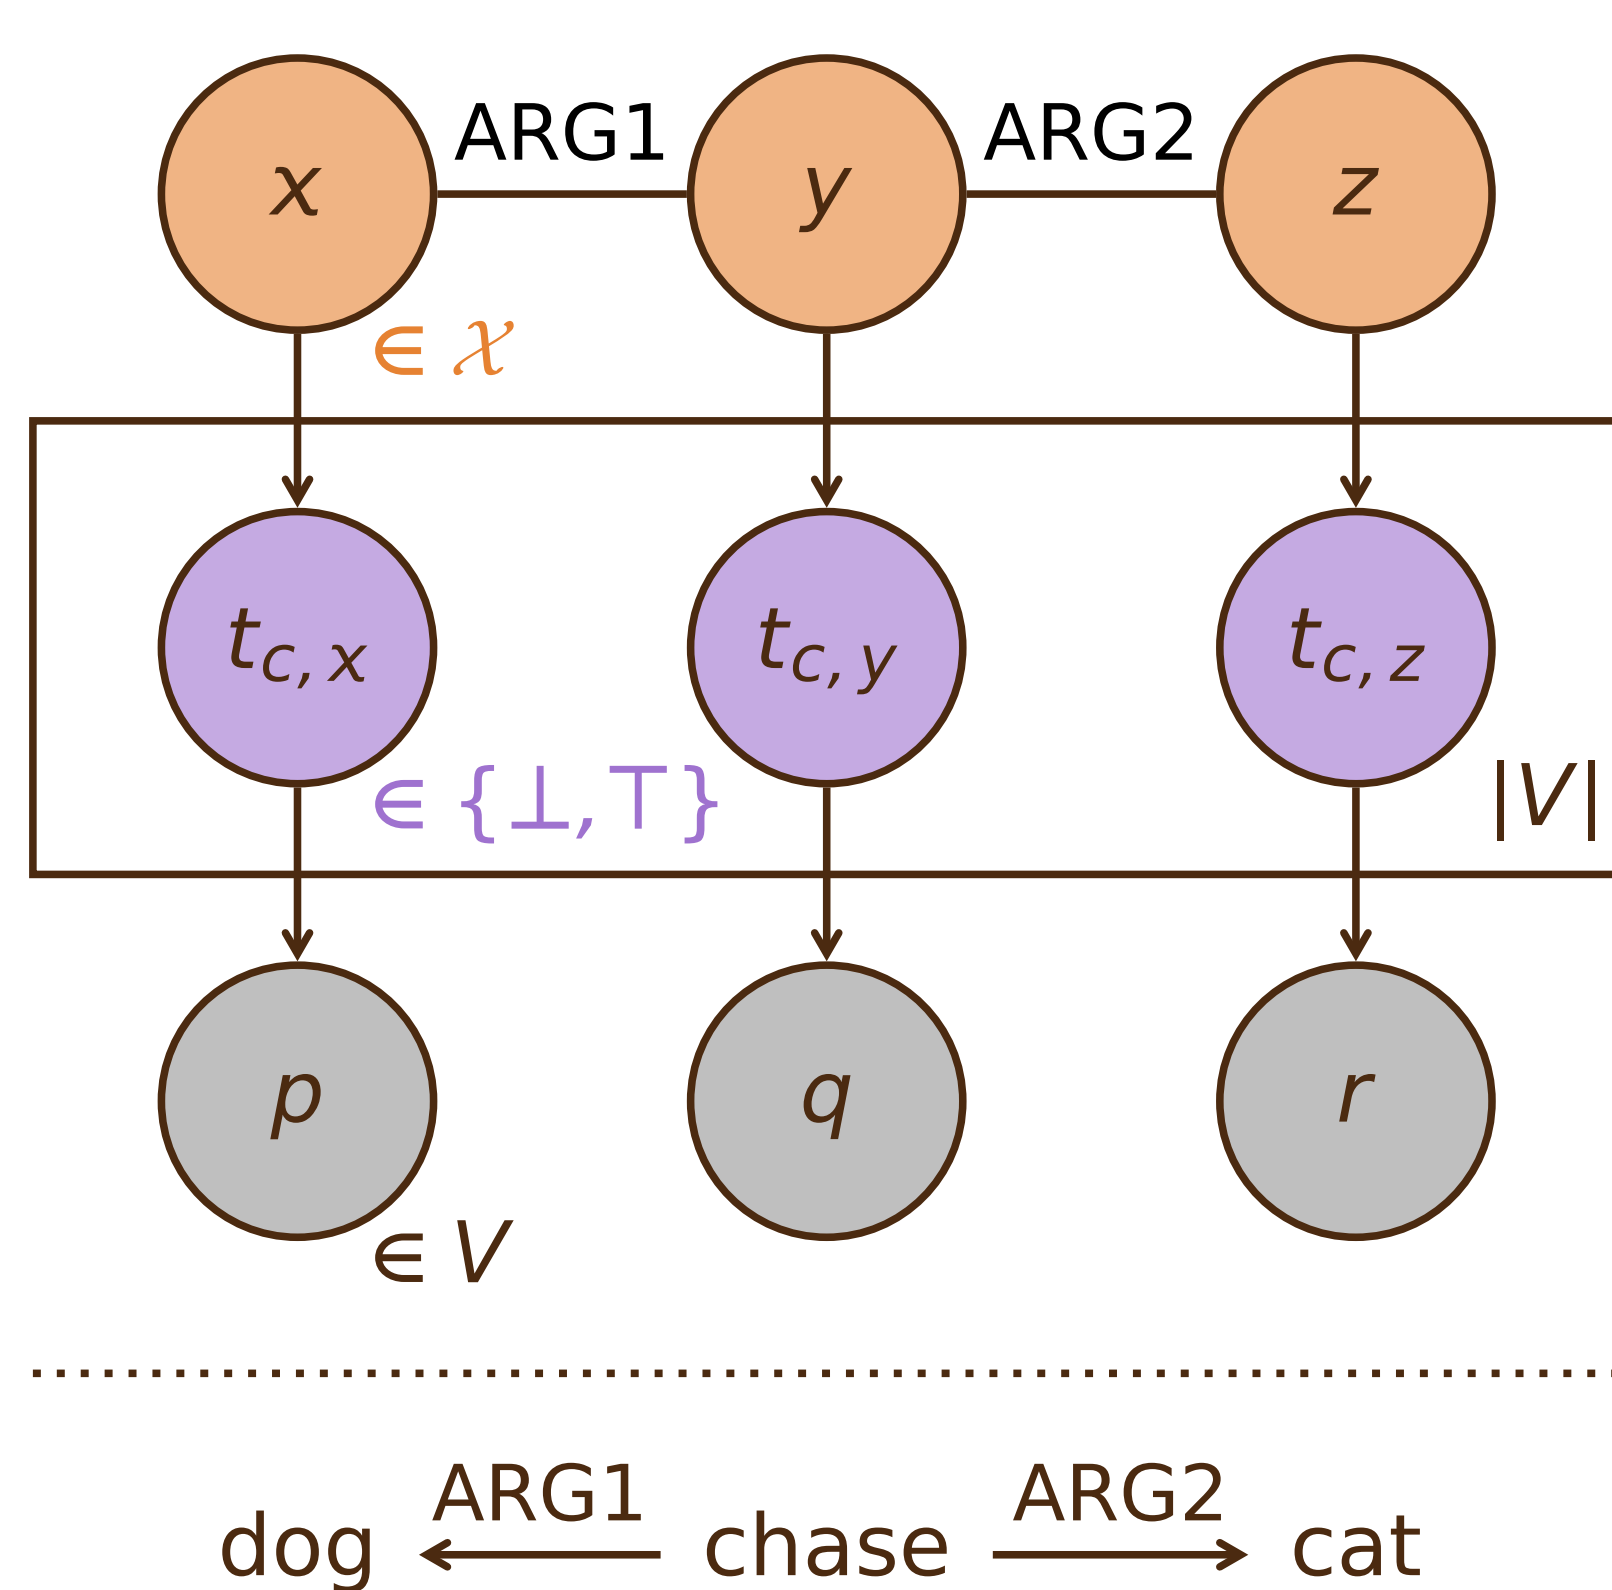 ARG1 ARG2
x y z
∈ 𝒳
t_{c,x} t_{c,y} t_{c,z}
∈ {⊥,⊤} |V|
p q r
∈ V
ARG1 ARG2
dog chase cat